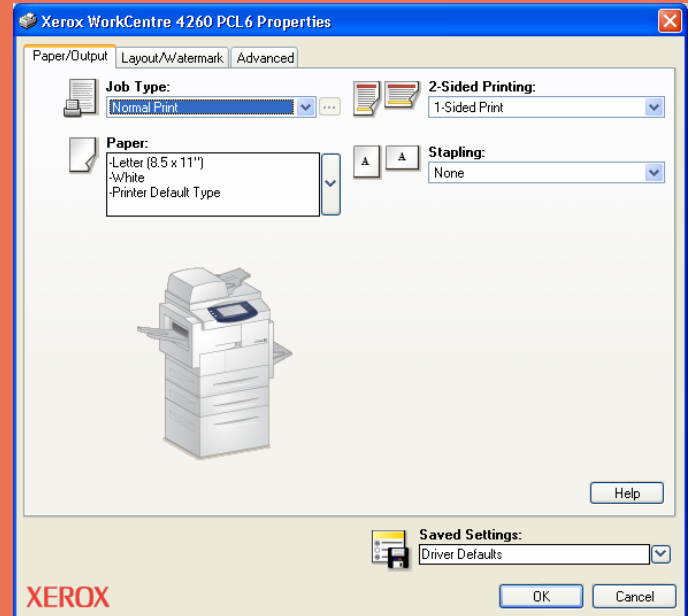 Xerox WorkCentre 4260 PCL6 Properties
Paper/Output Layout/Watermark Advanced
Job Type:
Normal Print
...
2-Sided Printing:
1-Sided Print
Paper:
-Letter (8.5 x 11")
-White
-Printer Default Type
A A
Stapling:
None
Help
Saved Settings:
Driver Defaults
XEROX
OK Cancel